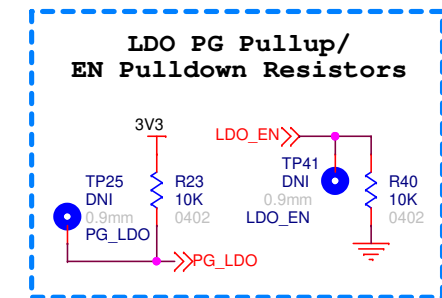 LDO PG Pullup/
EN Pulldown Resistors
3V3
LDO_EN
TP25
DNI
0.9mm
PG_LDO
R23
10K
0402
PG_LDO
TP41
DNI
0.9mm
LDO_EN
R40
10K
0402